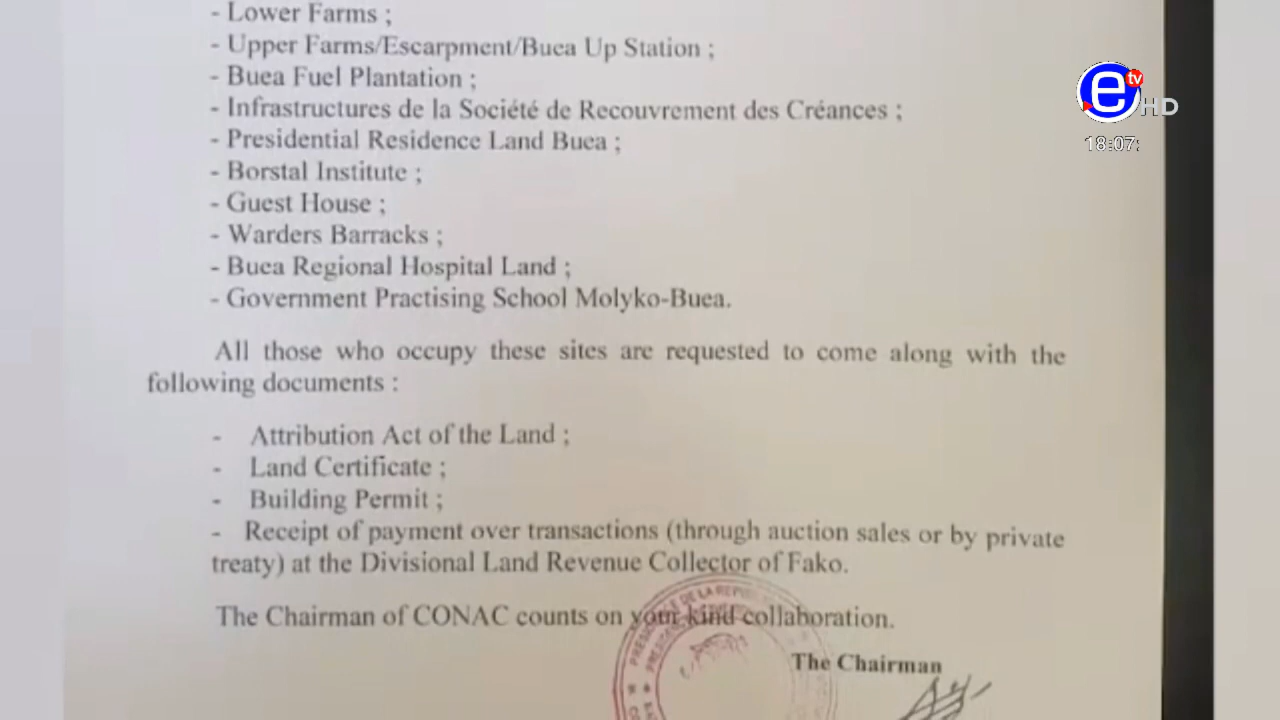 - Lower Farms ;
- Upper Farms/Escarpment/Buea Up Station ;
- Buea Fuel Plantation ;
- Infrastructures de la Société de Recouvrement des Créances ;
- Presidential Residence Land Buea ;
- Borstal Institute ;
- Guest House ;
- Warders Barracks ;
- Buea Regional Hospital Land ;
- Government Practising School Molyko-Buea.
All those who occupy these sites are requested to come along with the
following documents :
- Attribution Act of the Land ;
- Land Certificate ;
- Building Permit ;
- Receipt of payment over transactions (through auction sales or by private
treaty) at the Divisional Land Revenue Collector of Fako.
The Chairman of CONAC counts on your kind collaboration.
The Chairman
e tv
HD
18:07:
DE LA REPU